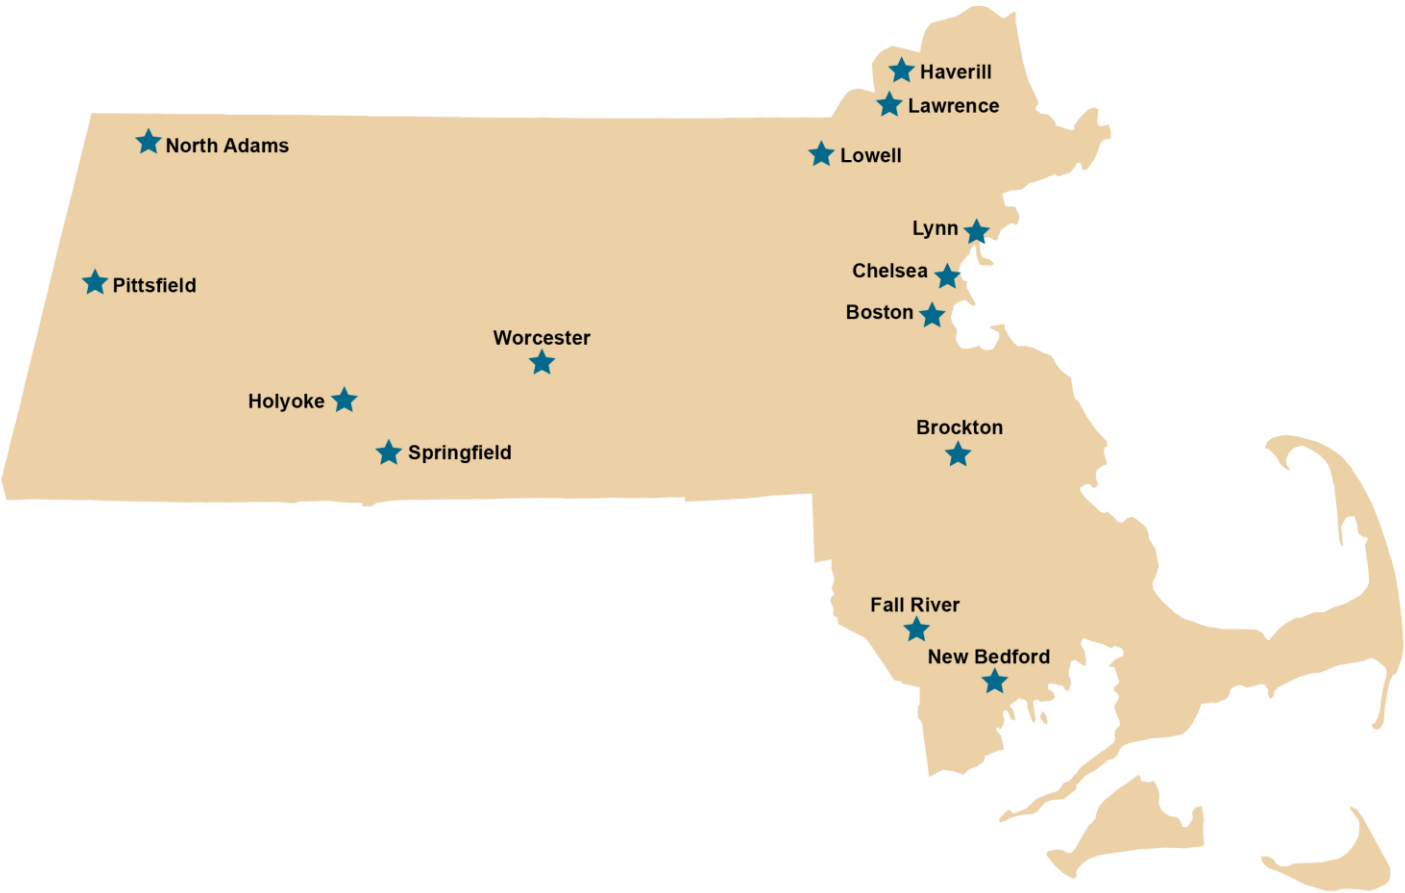 Haverill
Lawrence
North Adams
Lowell
Lynn
Chelsea
Pittsfield
Boston
Worcester
Holyoke
Brockton
Springfield
Fall River
New Bedford